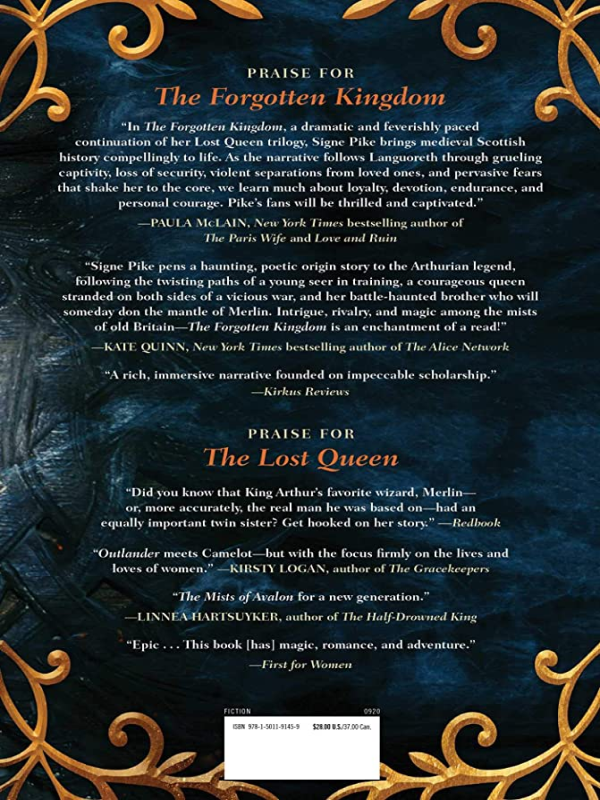 PRAISE FOR
The Forgotten Kingdom
“In The Forgotten Kingdom, a dramatic and feverishly paced
continuation of her Lost Queen trilogy, Signe Pike brings medieval Scottish
history compellingly to life. As the narrative follows Languoreth through grueling
captivity, loss of security, violent separations from loved ones, and pervasive fears
that shake her to the core, we learn much about loyalty, devotion, endurance, and
personal courage. Pike’s fans will be thrilled and captivated.”
—PAULA McLAIN, New York Times bestselling author of
The Paris Wife and Love and Ruin
“Signe Pike pens a haunting, poetic origin story to the Arthurian legend,
following the twisting paths of a young seer in training, a courageous queen
stranded on both sides of a vicious war, and her battle-haunted brother who will
someday don the mantle of Merlin. Intrigue, rivalry, and magic among the mists
of old Britain—The Forgotten Kingdom is an enchantment of a read!”
—KATE QUINN, New York Times bestselling author of The Alice Network
“A rich, immersive narrative founded on impeccable scholarship.”
—Kirkus Reviews
PRAISE FOR
The Lost Queen
“Did you know that King Arthur’s favorite wizard, Merlin—
or, more accurately, the real man he was based on—had an
equally important twin sister? Get hooked on her story.” —Redbook
“Outlander meets Camelot—but with the focus firmly on the lives and
loves of women.” —KIRSTY LOGAN, author of The Gracekeepers
“The Mists of Avalon for a new generation.”
—LINNEA HARTSUYKER, author of The Half-Drowned King
“Epic . . . This book [has] magic, romance, and adventure.”
—First for Women
FICTION 0920
ISBN 978-1-5011-9145-9 $28.00 U.S./37.00 Can.